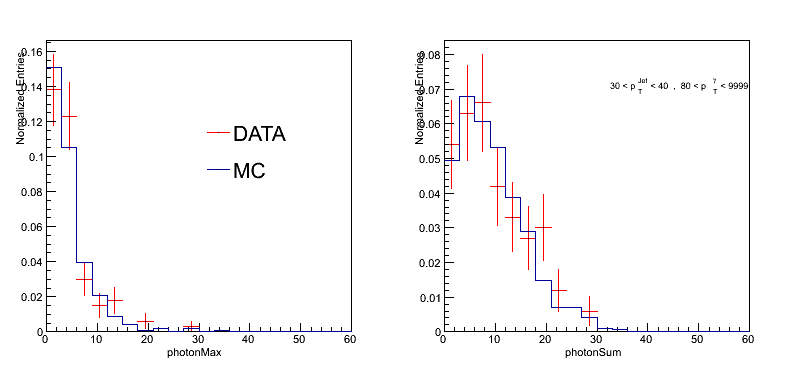 Normalized Entries
0.16
0.14
0.12
0.1
0.08
0.06
0.04
0.02
0
0 10 20 30 40 50 60
photonMax
DATA
MC
Normalized Entries
0.08
0.07
0.06
0.05
0.04
0.03
0.02
0.01
0
0 10 20 30 40 50 60
photonSum
30 < p_T^Jet < 40 , 80 < p_T^γ < 9999